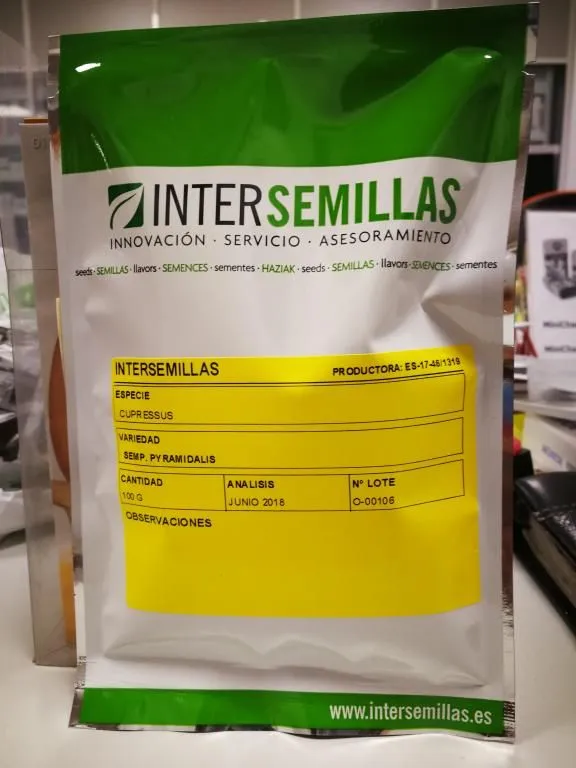 INTERSEMILLAS
INNOVACIÓN · SERVICIO · ASESORAMIENTO
seeds · SEMILLAS · llavors · SEMENCES · sementes · HAZIAK · seeds · SEMILLAS · llavors · SEMENCES · sementes
INTERSEMILLAS PRODUCTORA: ES-17-46/1319
ESPECIE
CUPRESSUS
VARIEDAD
SEMP. PYRAMIDALIS
CANTIDAD ANALISIS Nº LOTE
100 G JUNIO 2018 O-00106
OBSERVACIONES
www.intersemillas.es